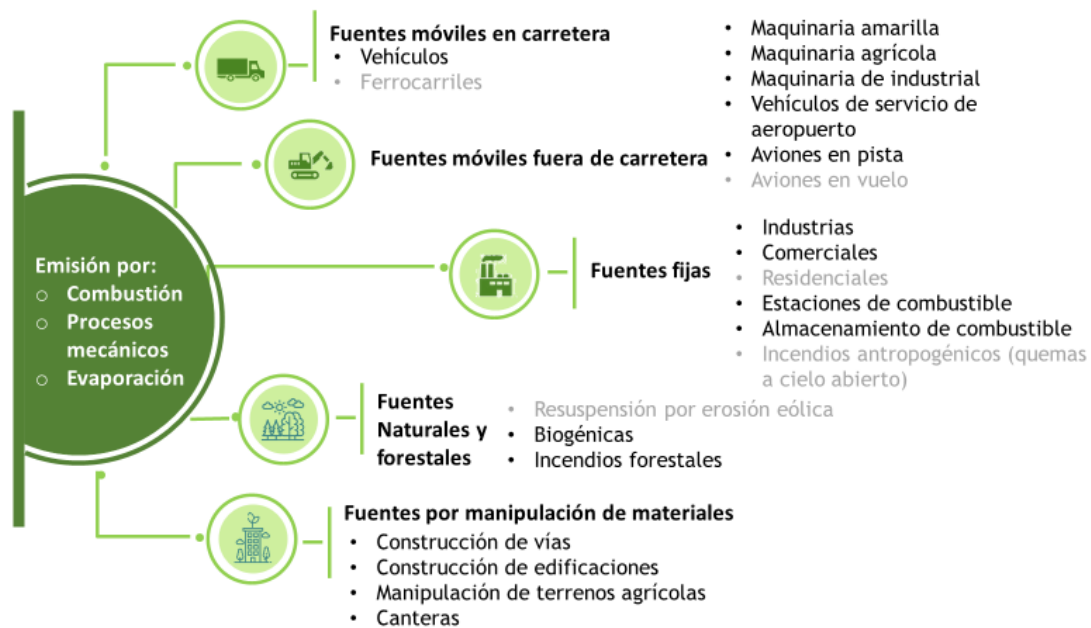 Fuentes móviles en carretera
• Vehículos
• Ferrocarriles
Fuentes móviles fuera de carretera
• Maquinaria amarilla
• Maquinaria agrícola
• Maquinaria de industrial
• Vehículos de servicio de
aeropuerto
• Aviones en pista
• Aviones en vuelo
Emisión por:
○ Combustión
○ Procesos
mecánicos
○ Evaporación
Fuentes fijas
• Industrias
• Comerciales
• Residenciales
• Estaciones de combustible
• Almacenamiento de combustible
• Incendios antropogénicos (quemas
a cielo abierto)
Fuentes
Naturales y
forestales
• Resuspensión por erosión eólica
• Biogénicas
• Incendios forestales
Fuentes por manipulación de materiales
• Construcción de vías
• Construcción de edificaciones
• Manipulación de terrenos agrícolas
• Canteras